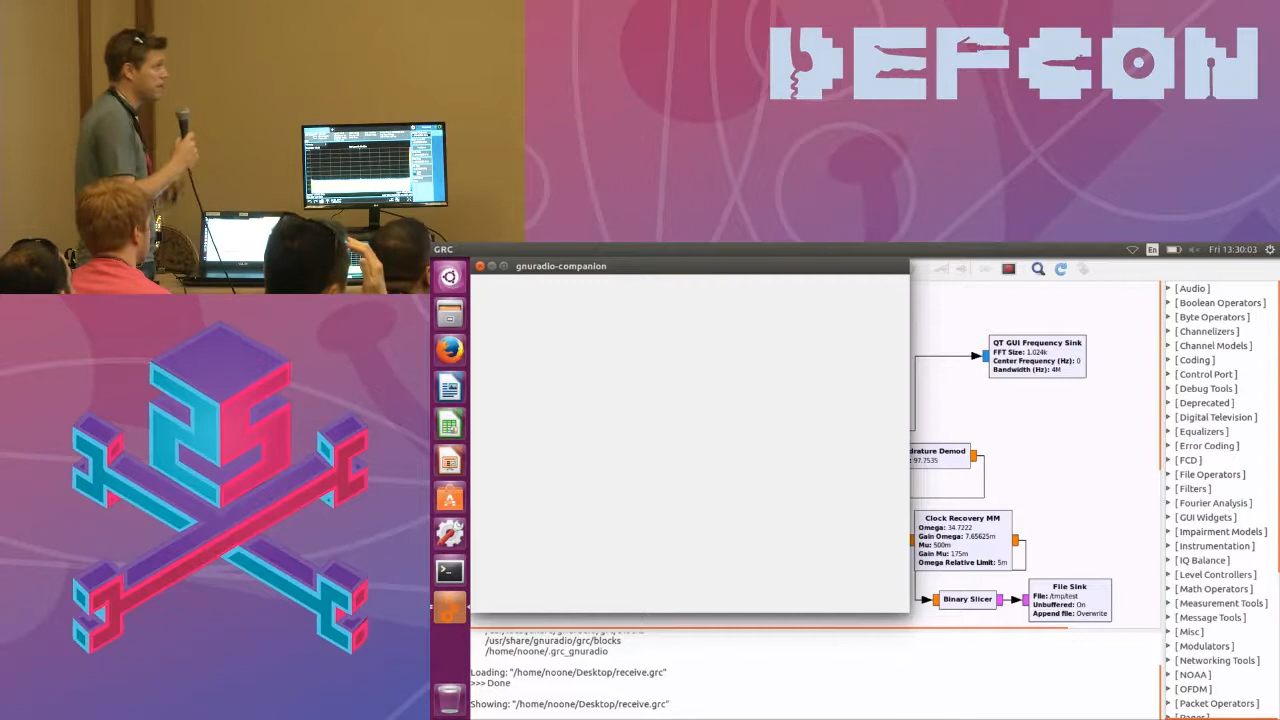 DEFCON
GRC
En
Fri 13:30:03
gnuradio-companion
[ Audio ]
[ Boolean Operators ]
[ Byte Operators ]
[ Channelizers ]
[ Channel Models ]
[ Coding ]
[ Control Port ]
[ Debug Tools ]
[ Deprecated ]
[ Digital Television ]
[ Equalizers ]
[ Error Coding ]
[ FCD ]
[ File Operators ]
[ Filters ]
[ Fourier Analysis ]
[ GUI Widgets ]
[ Impairment Models ]
[ Instrumentation ]
[ IQ Balance ]
[ Level Controllers ]
[ Math Operators ]
[ Measurement Tools ]
[ Message Tools ]
[ Misc ]
[ Modulators ]
[ Networking Tools ]
[ NOAA ]
[ OFDM ]
[ Packet Operators ]
QT GUI Frequency Sink
FFT Size: 1.024k
Center Frequency (Hz): 0
Bandwidth (Hz): 4M
drature Demod
: 97.7535
Clock Recovery MM
Omega: 34.7222
Gain Omega: 7.65625m
Mu: 500m
Gain Mu: 175m
Omega Relative Limit: 5m
Binary Slicer
File Sink
File: /tmp/test
Unbuffered: On
Append file: Overwrite
/usr/share/gnuradio/grc/blocks
/home/noone/.grc_gnuradio
Loading: "/home/noone/Desktop/receive.grc"
>>> Done
Showing: "/home/noone/Desktop/receive.grc"